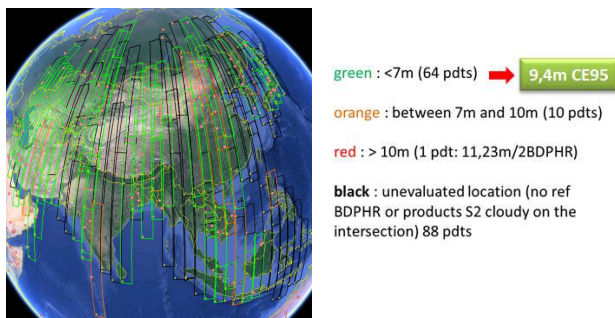 green : <7m (64 pdts)
9,4m CE95
orange : between 7m and 10m (10 pdts)
red : > 10m (1 pdt: 11,23m/2BDPHR)
black : unevaluated location (no ref
BDPHR or products S2 cloudy on the
intersection) 88 pdts